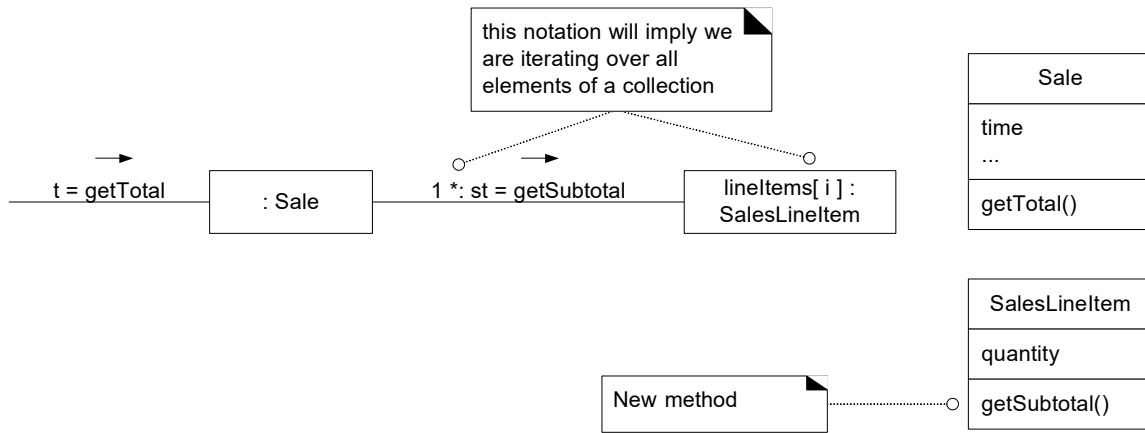 this notation will imply we
are iterating over all
elements of a collection
t = getTotal
: Sale
1 *: st = getSubtotal
lineItems[ i ] :
SalesLineItem
Sale
time
...
getTotal()
SalesLineItem
quantity
getSubtotal()
New method